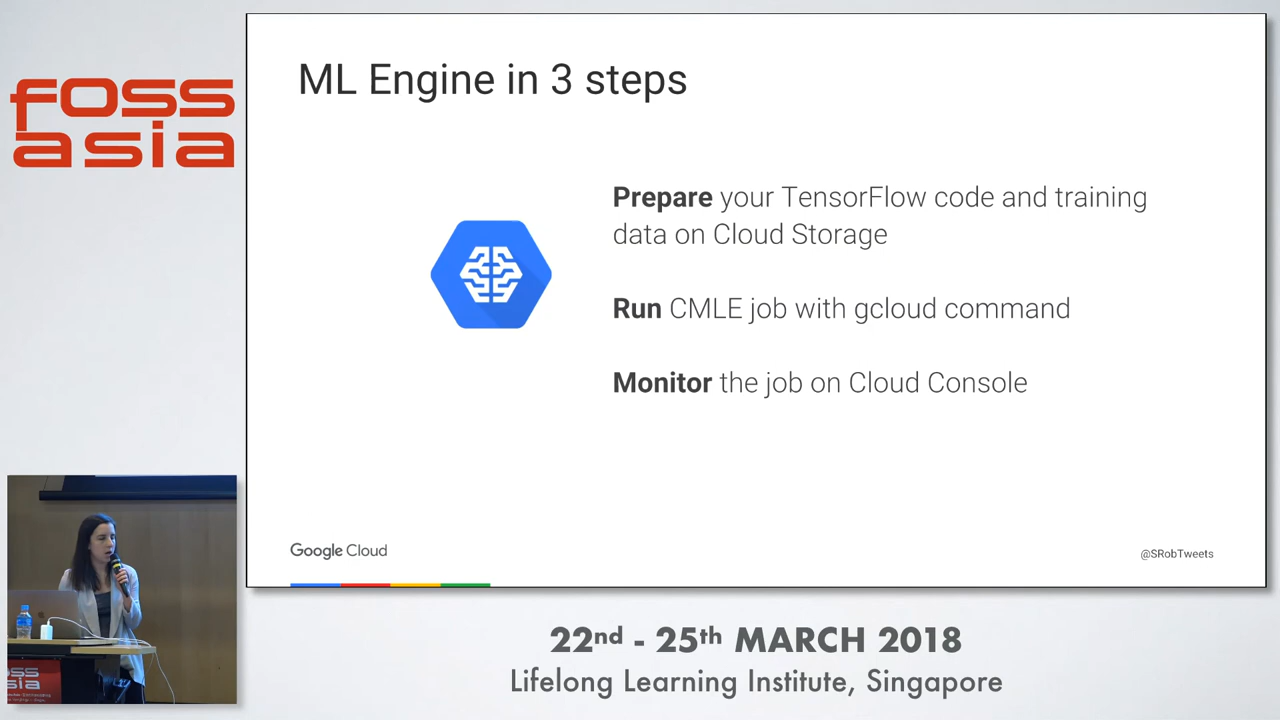 foss
asia
ML Engine in 3 steps
Prepare your TensorFlow code and training
data on Cloud Storage
Run CMLE job with gcloud command
Monitor the job on Cloud Console
Google Cloud
@SRobTweets
22nd - 25th MARCH 2018
Lifelong Learning Institute, Singapore
foss
asia